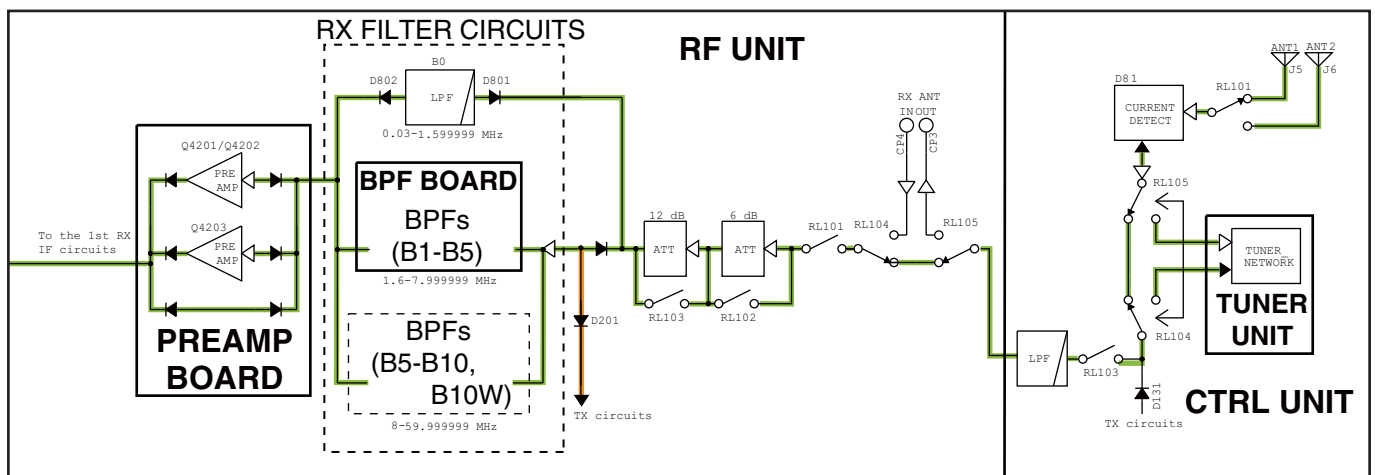 RX FILTER CIRCUITS
RF UNIT
B0
D802
D801
LPF
0.03-1.599999 MHz
Q4201/Q4202
PRE
AMP
Q4203
PRE
AMP
To the 1st RX
IF circuits
PREAMP
BOARD
BPF BOARD
BPFs
(B1-B5)
1.6-7.999999 MHz
BPFs
(B5-B10,
B10W)
8-59.999999 MHz
D201
TX circuits
12 dB
ATT
RL103
6 dB
ATT
RL102
RL101
RL104
RL105
RX ANT
IN OUT
CP4
CP3
LPF
RL103
D131
TX circuits
CTRL UNIT
D81
CURRENT
DETECT
RL101
ANT1
ANT2
J5
J6
RL105
RL104
TUNER_
NETWORK
TUNER
UNIT